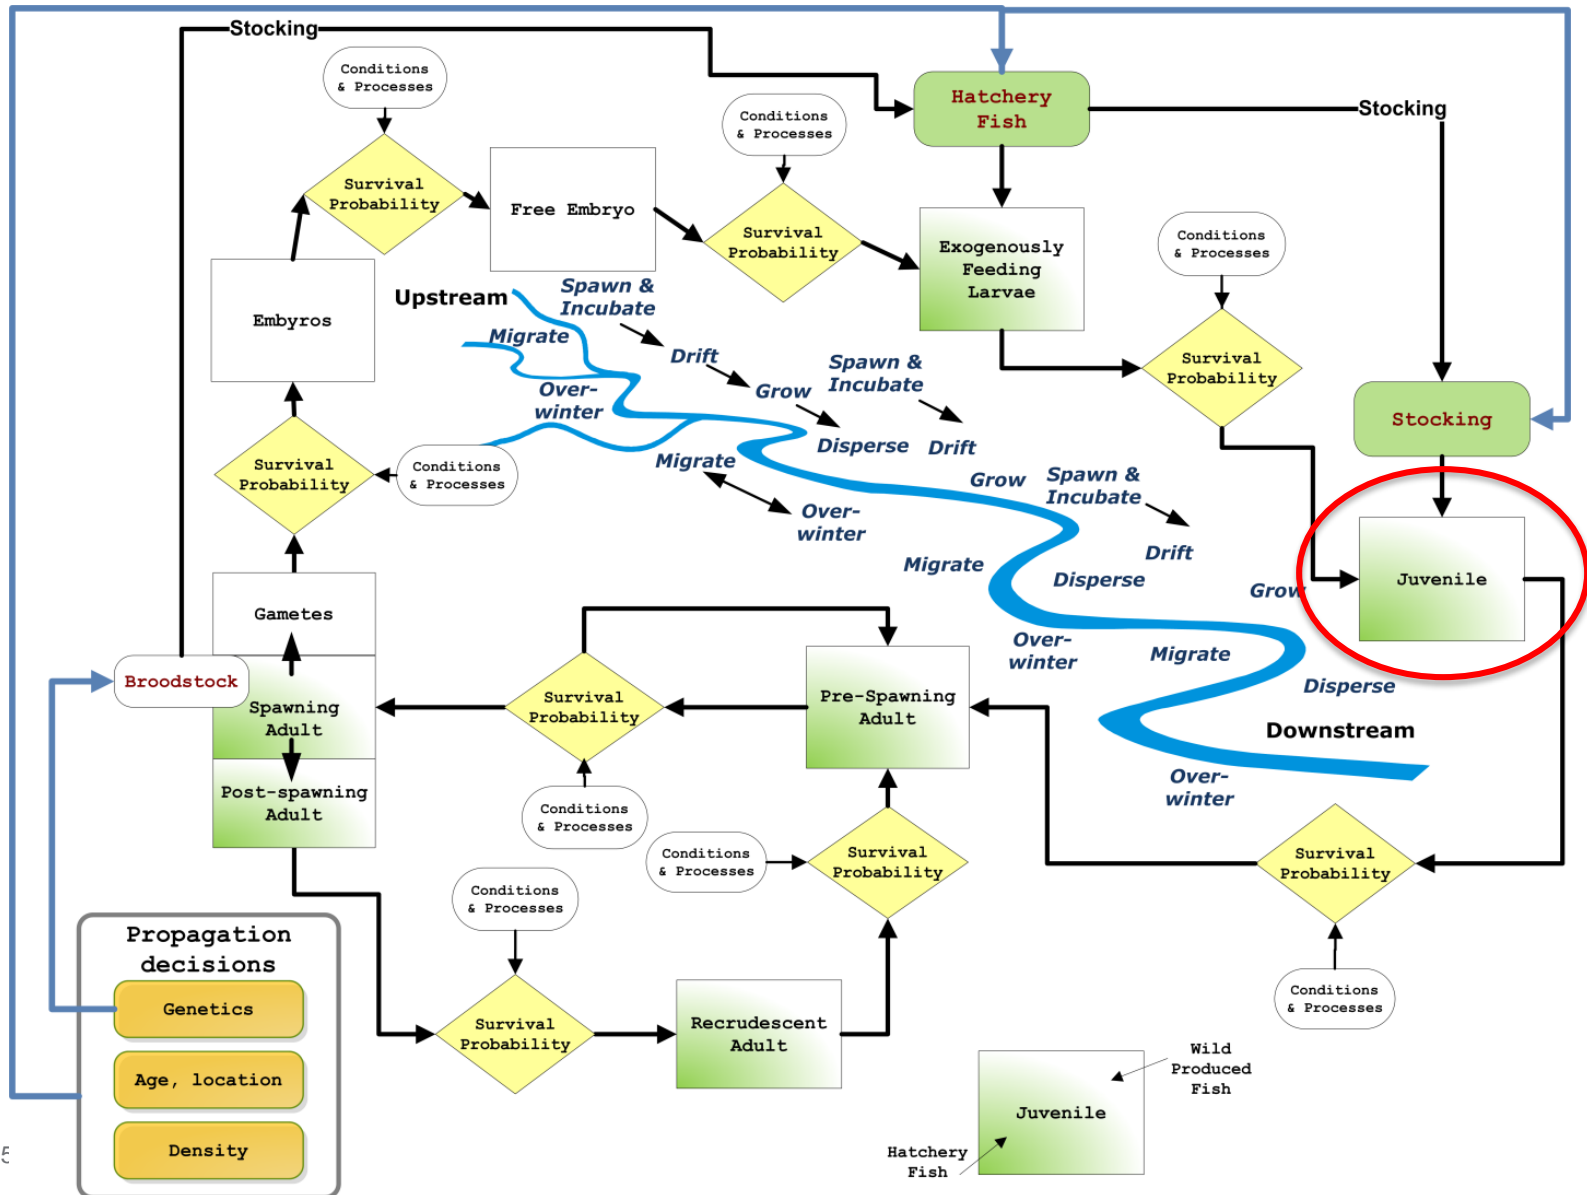 Stocking
Conditions
& Processes
Hatchery
Fish
Stocking
Conditions
& Processes
Survival
Probability
Free Embryo
Survival
Probability
Exogenously
Feeding
Larvae
Conditions
& Processes
Embyros
Upstream
Spawn &
Incubate
Migrate
Drift
Over-
winter
Grow
Spawn &
Incubate
Disperse
Drift
Survival
Probability
Stocking
Survival
Probability
Conditions
& Processes
Migrate
Over-
winter
Grow
Spawn &
Incubate
Drift
Migrate
Disperse
Grow
Juvenile
Over-
winter
Migrate
Disperse
Downstream
Over-
winter
Gametes
Broodstock
Spawning
Adult
Post-spawning
Adult
Survival
Probability
Pre-Spawning
Adult
Conditions
& Processes
Conditions
& Processes
Survival
Probability
Survival
Probability
Conditions
& Processes
Conditions
& Processes
Survival
Probability
Recrudescent
Adult
Propagation
decisions
Genetics
Age, location
Density
Juvenile
Wild
Produced
Fish
Hatchery
Fish